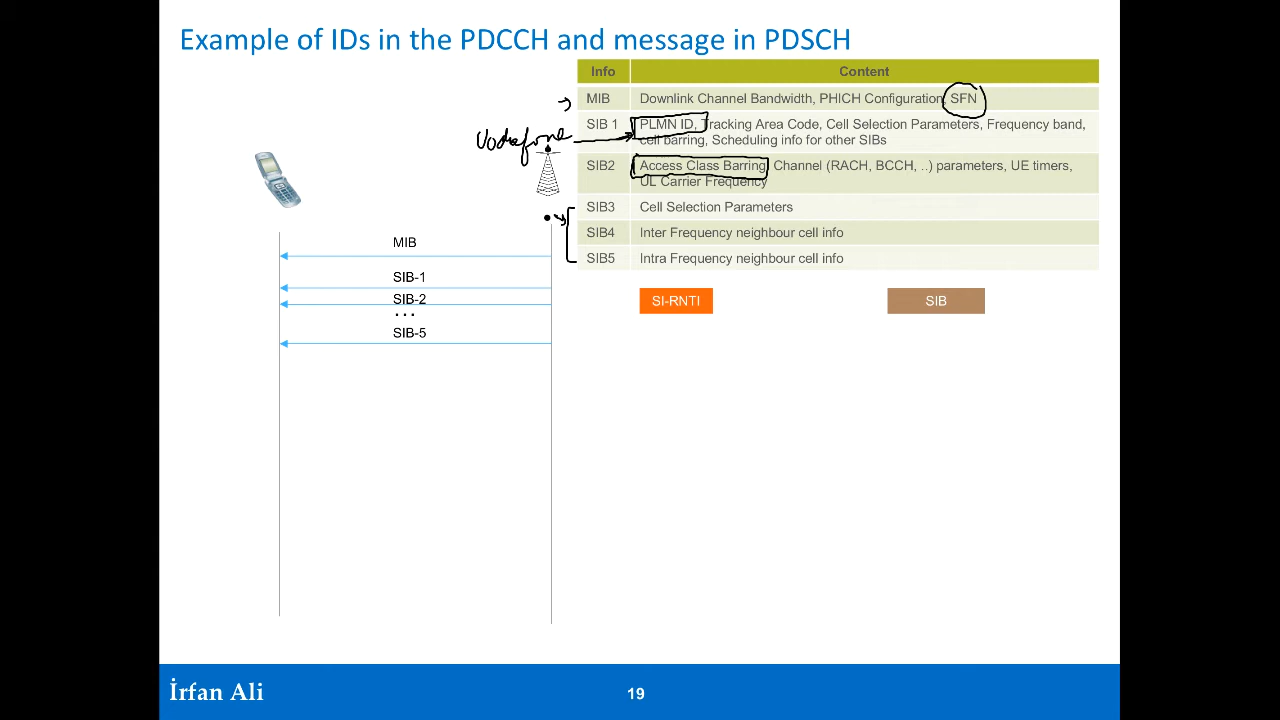 Example of IDs in the PDCCH and message in PDSCH
Info Content
MIB Downlink Channel Bandwidth, PHICH Configuration, SFN
SIB 1 PLMN ID, Tracking Area Code, Cell Selection Parameters, Frequency band,
cell barring, Scheduling info for other SIBs
Vodafone
SIB2 Access Class Barring, Channel (RACH, BCCH, ..) parameters, UE timers,
UL Carrier Frequency
SIB3 Cell Selection Parameters
SIB4 Inter Frequency neighbour cell info
SIB5 Intra Frequency neighbour cell info
MIB
SIB-1
SIB-2
...
SIB-5
SI-RNTI SIB
İrfan Ali
19